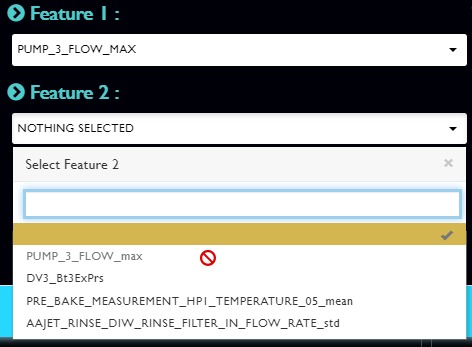 Feature 1 :
PUMP_3_FLOW_MAX
Feature 2 :
NOTHING SELECTED
Select Feature 2
PUMP_3_FLOW_max
DV3_Bt3ExPrs
PRE_BAKE_MEASUREMENT_HP1_TEMPERATURE_05_mean
AAJET_RINSE_DIW_RINSE_FILTER_IN_FLOW_RATE_std